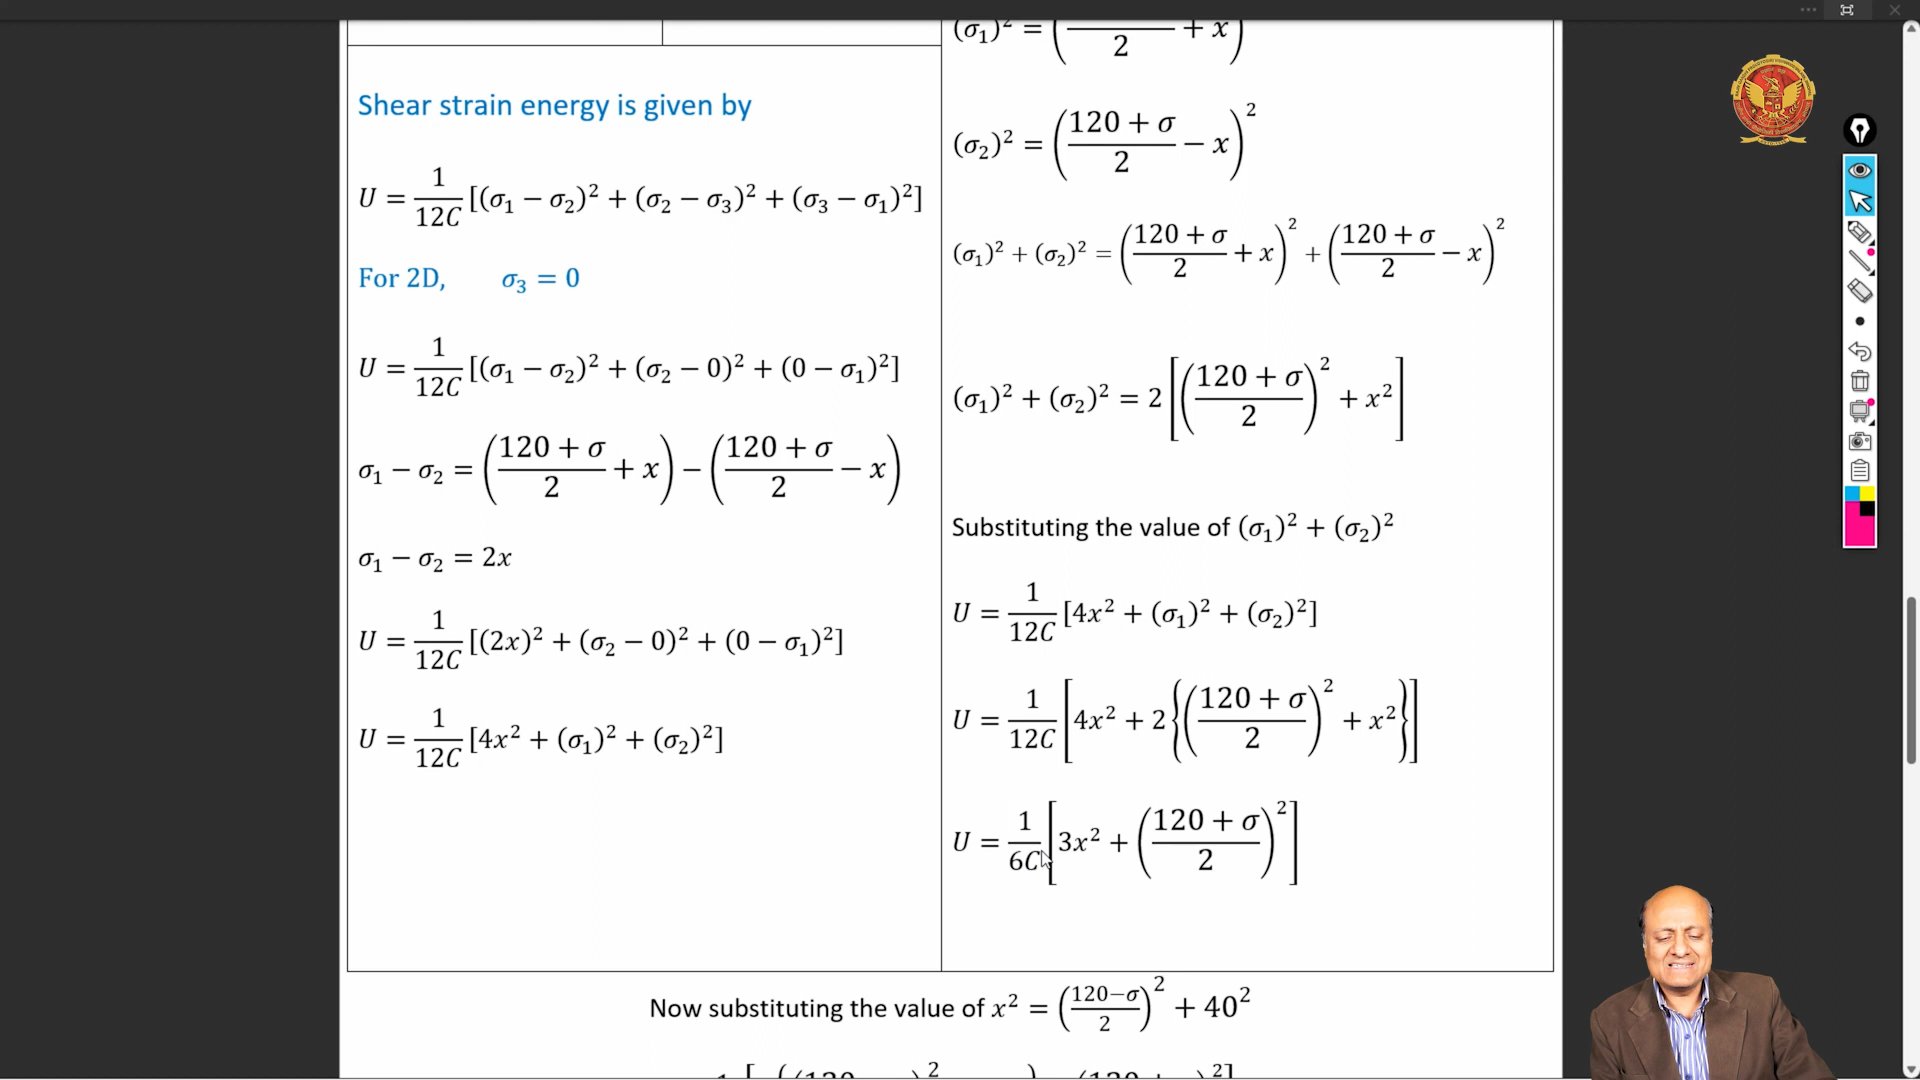 Shear strain energy is given by
U = 1/12C [(σ₁ − σ₂)² + (σ₂ − σ₃)² + (σ₃ − σ₁)²]
For 2D, σ₃ = 0
U = 1/12C [(σ₁ − σ₂)² + (σ₂ − 0)² + (0 − σ₁)²]
σ₁ − σ₂ = ((120 + σ)/2 + x) − ((120 + σ)/2 − x)
σ₁ − σ₂ = 2x
U = 1/12C [(2x)² + (σ₂ − 0)² + (0 − σ₁)²]
U = 1/12C [4x² + (σ₁)² + (σ₂)²]
(σ₁)² = ( /2 + x)
(σ₂)² = ((120 + σ)/2 − x)²
(σ₁)² + (σ₂)² = ((120 + σ)/2 + x)² + ((120 + σ)/2 − x)²
(σ₁)² + (σ₂)² = 2 [((120 + σ)/2)² + x²]
Substituting the value of (σ₁)² + (σ₂)²
U = 1/12C [4x² + (σ₁)² + (σ₂)²]
U = 1/12C [4x² + 2 {((120 + σ)/2)² + x²}]
U = 1/6C [3x² + ((120 + σ)/2)²]
Now substituting the value of x² = ((120−σ)/2)² + 40²